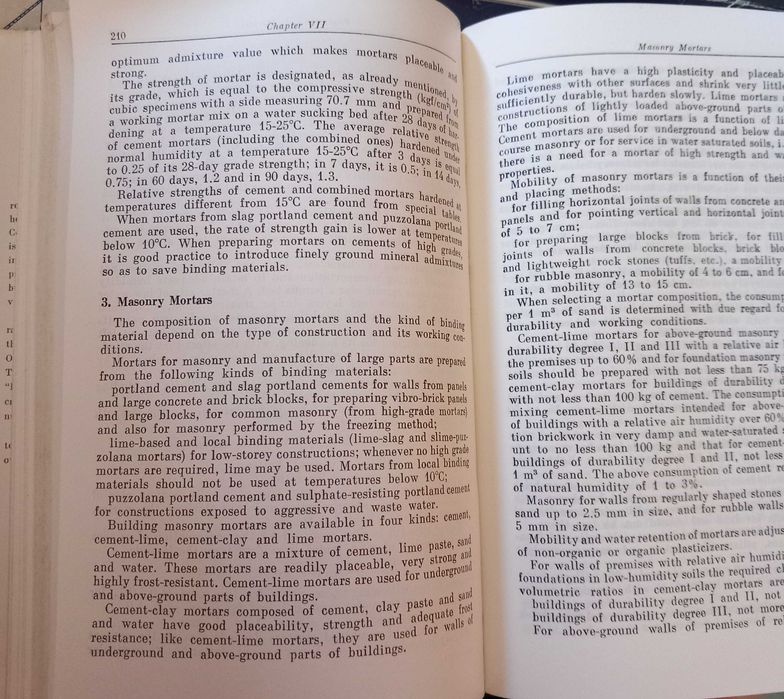 210
Chapter VII
optimum admixture value which makes mortars placeable and
strong.
The strength of mortar is designated, as already mentioned, by
its grade, which is equal to the compressive strength (kgf/cm², of
cubic specimens with a side measuring 70.7 mm and prepared from
a working mortar mix on a water sucking bed after 28 days of har-
dening at a temperature 15-25°C. The average relative strength
of cement mortars (including the combined ones) hardened under
normal humidity at a temperature 15-25°C after 3 days is equal
to 0.25 of its 28-day grade strength; in 7 days, it is 0.5; in 14 days,
0.75; in 60 days, 1.2 and in 90 days, 1.3.
Relative strengths of cement and combined mortars hardened at
temperatures different from 15°C are found from special tables.
When mortars from slag portland cement and puzzolana portland
cement are used, the rate of strength gain is lower at temperatures
below 10°C. When preparing mortars on cements of high grades,
it is good practice to introduce finely ground mineral admixtures
so as to save binding materials.
3. Masonry Mortars
The composition of masonry mortars and the kind of binding
material depend on the type of construction and its working con-
ditions.
Mortars for masonry and manufacture of large parts are prepared
from the following kinds of binding materials:
portland cement and slag portland cements for walls from panels
and large concrete and brick blocks, for preparing vibro-brick panels
and large blocks, for common masonry (from high-grade mortars)
and also for masonry performed by the freezing method;
lime-based and local binding materials (lime-slag and slime-puz-
zolana mortars) for low-storey constructions; whenever no high grade
mortars are required, lime may be used. Mortars from local binding
materials should not be used at temperatures below 10°C;
puzzolana portland cement and sulphate-resisting portland cement
for constructions exposed to aggressive and waste water.
Building masonry mortars are available in four kinds: cement,
cement-lime, cement-clay and lime mortars.
Cement-lime mortars are a mixture of cement, lime paste, sand
and water. These mortars are readily placeable, very strong and
highly frost-resistant. Cement-lime mortars are used for underground
and above-ground parts of buildings.
Cement-clay mortars composed of cement, clay paste and sand
and water have good placeability, strength and adequate frost
resistance; like cement-lime mortars, they are used for walls of
underground and above-ground parts of buildings.
Masonry Mortars
Lime mortars have a high plasticity and placeab
cohesiveness with other surfaces and shrink very little
sufficiently durable, but harden slowly. Lime mortars
constructions of lightly loaded above-ground parts o
The composition of lime mortars is a function of li
Cement mortars are used for underground and below da
course masonry or for service in water saturated soils, i.
there is a need for a mortar of high strength and w
properties.
Mobility of masonry mortars is a function of their
and placing methods:
for filling horizontal joints of walls from concrete an
panels and for pointing vertical and horizontal join
of 5 to 7 cm;
for preparing large blocks from brick, for fill
joints of walls from concrete blocks, brick blo
and lightweight rock stones (tuffs, etc.), a mobility
for rubble masonry, a mobility of 4 to 6 cm, and fo
in it, a mobility of 13 to 15 cm.
When selecting a mortar composition, the consum
per 1 m³ of sand is determined with due regard fo
durability and working conditions.
Cement-lime mortars for above-ground masonry
durability degree I, II and III with a relative air
the premises up to 60% and for foundation masonry
soils should be prepared with not less than 75 kg
cement-clay mortars for buildings of durability
with not less than 100 kg of cement. The consumpti
mixing cement-lime mortars intended for above-
of buildings with a relative air humidity over 60%
tion brickwork in very damp and water-saturated s
unt to no less than 100 kg and that for cement-
buildings of durability degree I and II, not less
1 m³ of sand. The above consumption of cement re
of natural humidity of 1 to 3%.
Masonry for walls from regularly shaped stones
sand up to 2.5 mm in size, and for rubble walls
5 mm in size.
Mobility and water retention of mortars are adjus
of non-organic or organic plasticizers.
For walls of premises with relative air humidi
foundations in low-humidity soils the required c
volumetric ratios in cement-clay mortars are
buildings of durability degree I and II, not
buildings of durability degree III, not more
For above-ground walls of premises of re